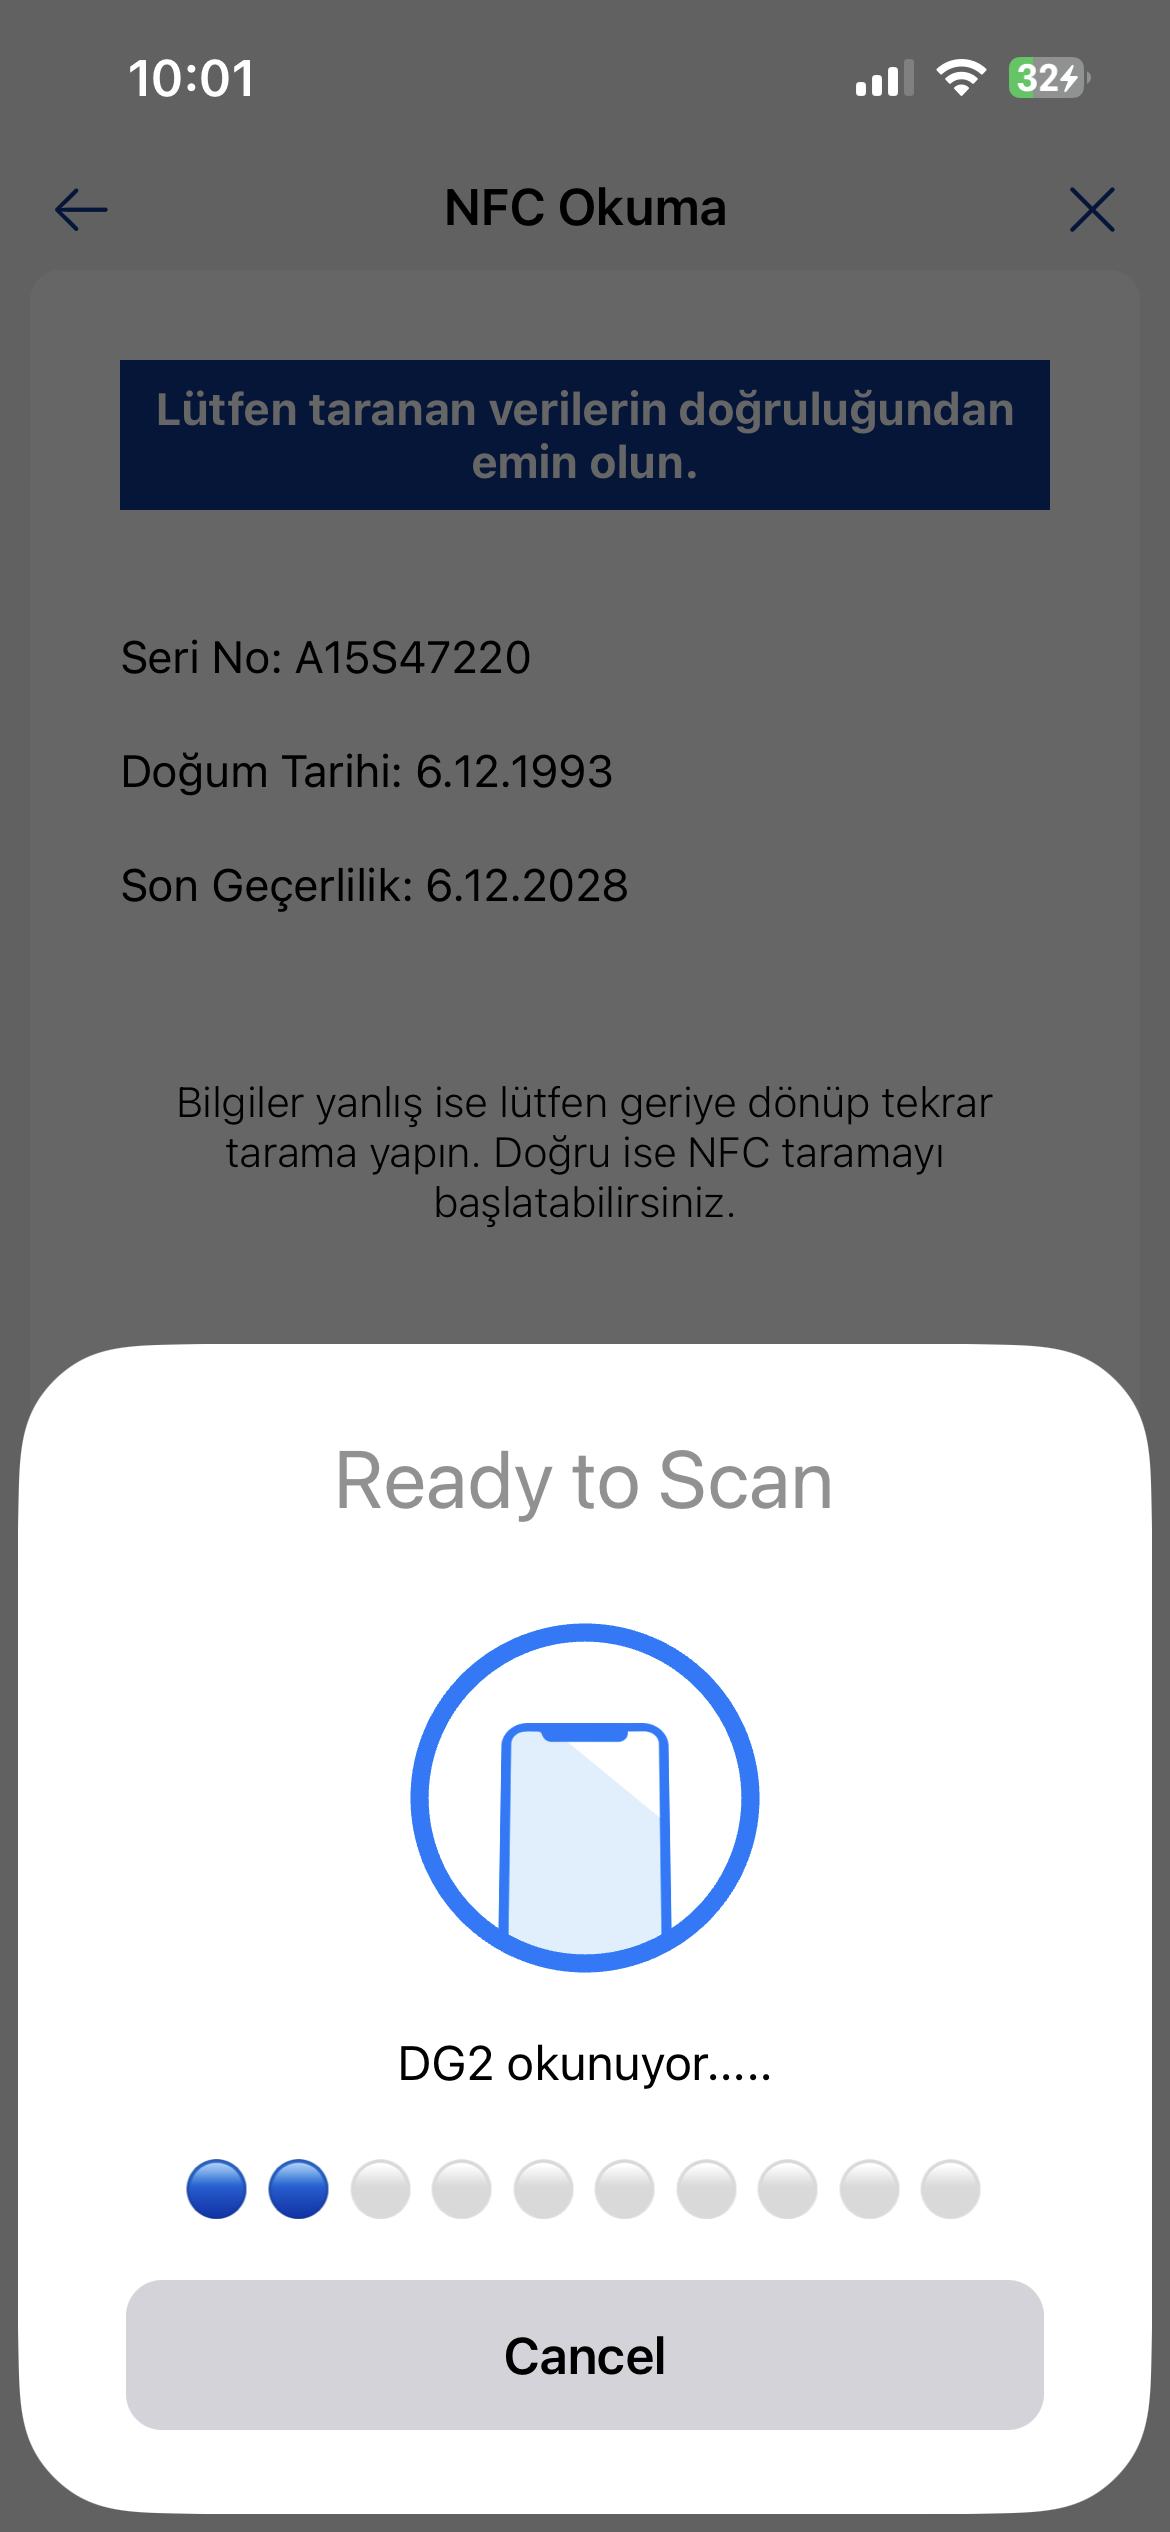 10:01
32
NFC Okuma
Lütfen taranan verilerin doğruluğundan
emin olun.
Seri No: A15S47220
Doğum Tarihi: 6.12.1993
Son Geçerlilik: 6.12.2028
Bilgiler yanlış ise lütfen geriye dönüp tekrar
tarama yapın. Doğru ise NFC taramayı
başlatabilirsiniz.
Ready to Scan
DG2 okunuyor.....
Cancel